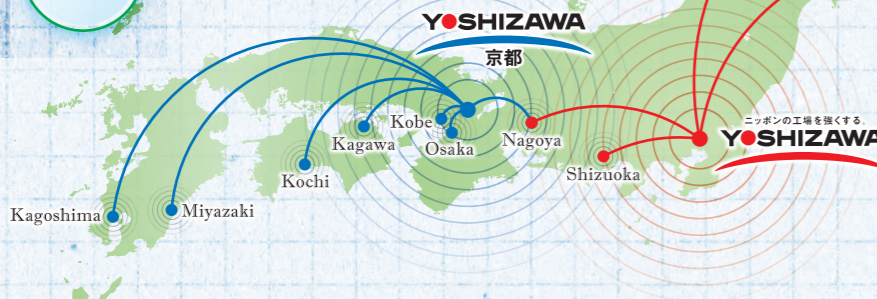 YOSHIZAWA
京都
ニッポンの工場を強くする。
YOSHIZAWA
Kobe
Kagawa
Osaka
Nagoya
Kochi
Shizuoka
Kagoshima
Miyazaki